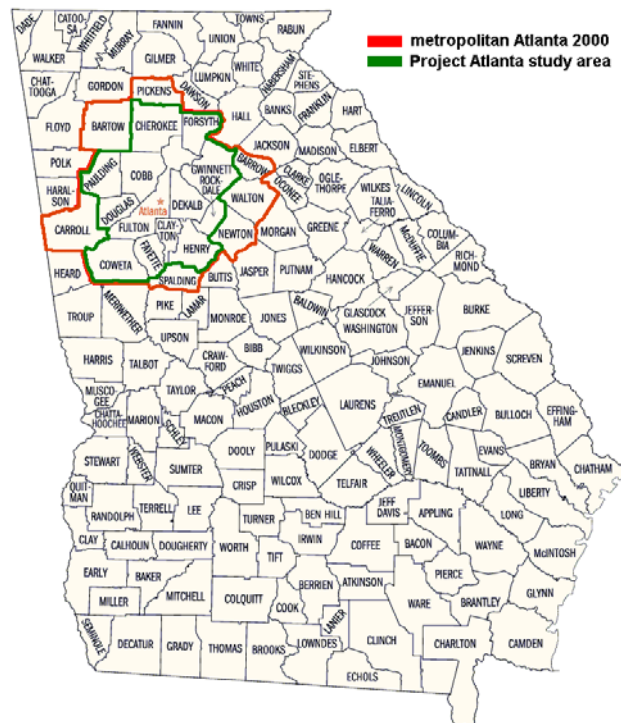 metropolitan Atlanta 2000
Project Atlanta study area
DADE
CATOO-
SA
WHITFIELD
MURRAY
FANNIN
TOWNS
RABUN
UNION
WALKER
GILMER
LUMPKIN
WHITE
HABERSHAM
STE-
PHENS
CHAT-
TOOGA
GORDON
PICKENS
DAWSON
BANKS
FRANKLIN
HART
FLOYD
BARTOW
CHEROKEE
FORSYTH
HALL
JACKSON
MADISON
ELBERT
POLK
PAULDING
COBB
GWINNETT
BARROW
CLARKE
OCONEE
OGLE-
THORPE
WILKES
LINCOLN
HARAL-
SON
DOUGLAS
Atlanta
DEKALB
ROCK-
DALE
WALTON
TALIA-
FERRO
CARROLL
FULTON
CLAY-
TON
NEWTON
MORGAN
GREENE
McDUFFIE
COLUM-
BIA
FAYETTE
HENRY
WARREN
RICH-
MOND
HEARD
COWETA
SPALDING
BUTTS
JASPER
PUTNAM
HANCOCK
TROUP
MERIWETHER
PIKE
LAMAR
MONROE
JONES
BALDWIN
GLASCOCK
WASHINGTON
JEFFER-
SON
BURKE
UPSON
BIBB
WILKINSON
JOHNSON
JENKINS
SCREVEN
HARRIS
TALBOT
CRAW-
FORD
TWIGGS
EMANUEL
MUSCO-
GEE
TAYLOR
PEACH
HOUSTON
BLECKLEY
LAURENS
TREUTLEN
CANDLER
BULLOCH
EFFING-
HAM
CHATTA-
HOOCHEE
MARION
SCHLEY
MACON
MONTGOMERY
STEWART
WEBSTER
SUMTER
DOOLY
PULASKI
DODGE
WHEELER
TOOMBS
EVANS
TATTNALL
BRYAN
CHATHAM
QUIT-
MAN
CRISP
WILCOX
TELFAIR
LIBERTY
RANDOLPH
TERRELL
LEE
TURNER
BEN HILL
JEFF
DAVIS
APPLING
LONG
CLAY
CALHOUN
DOUGHERTY
WORTH
IRWIN
COFFEE
BACON
WAYNE
McINTOSH
TIFT
EARLY
BAKER
MITCHELL
COLQUITT
BERRIEN
ATKINSON
PIERCE
GLYNN
MILLER
COOK
WARE
BRANTLEY
SEMINOLE
LANIER
CLINCH
DECATUR
GRADY
THOMAS
BROOKS
LOWNDES
CHARLTON
CAMDEN
ECHOLS